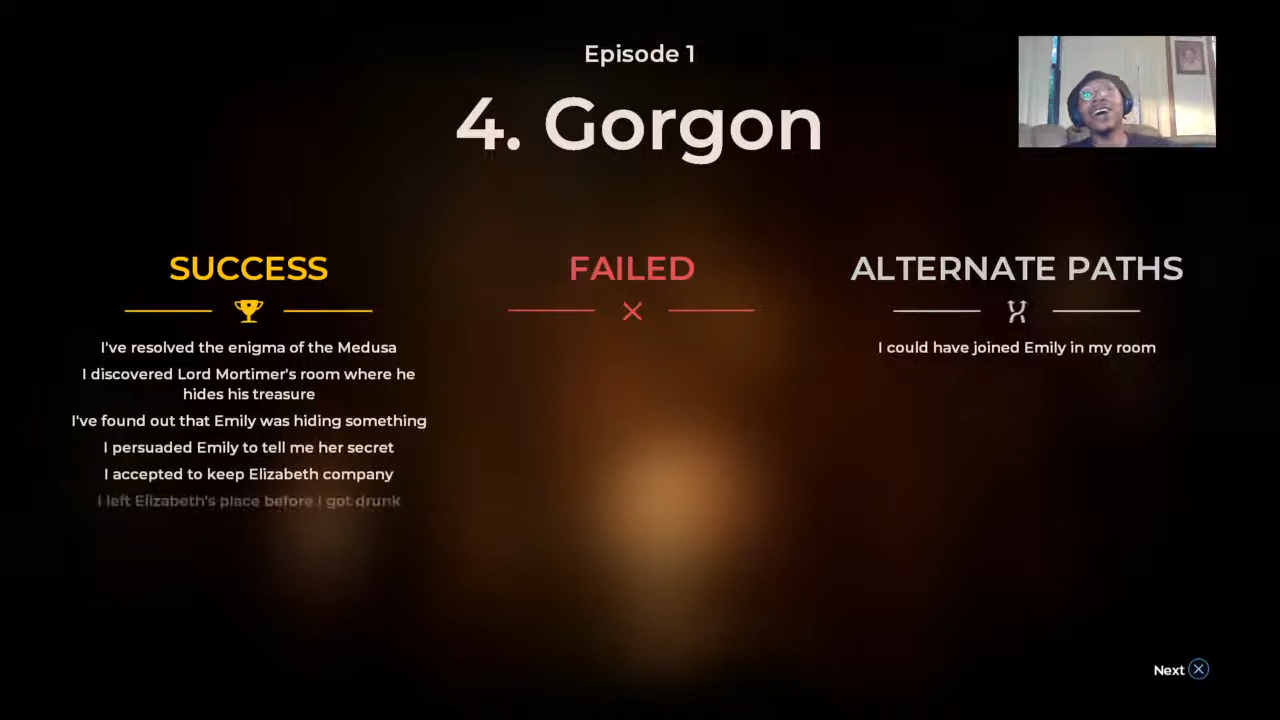 Episode 1
4. Gorgon
SUCCESS
I've resolved the enigma of the Medusa
I discovered Lord Mortimer's room where he
hides his treasure
I've found out that Emily was hiding something
I persuaded Emily to tell me her secret
I accepted to keep Elizabeth company
I left Elizabeth's place before I got drunk
FAILED
ALTERNATE PATHS
I could have joined Emily in my room
Next